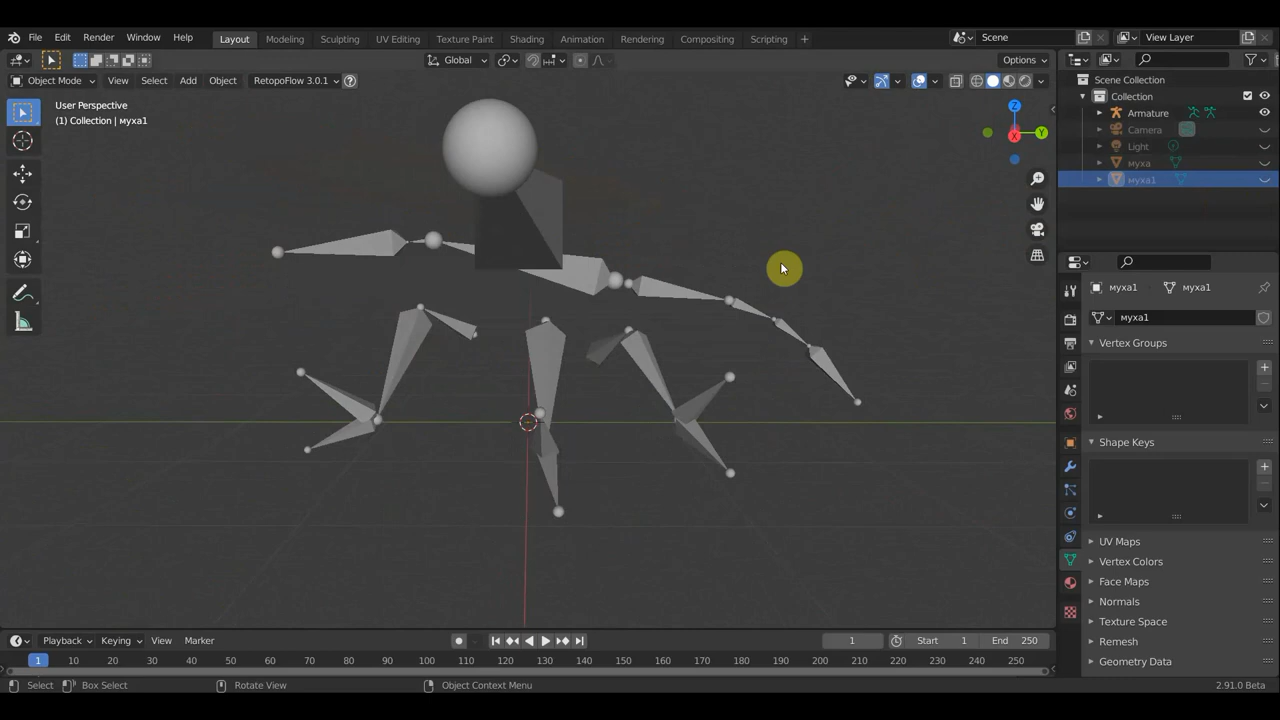 File Edit Render Window Help Layout Modeling Sculpting UV Editing Texture Paint Shading Animation Rendering Compositing Scripting + Scene View Layer
Global Options
Object Mode View Select Add Object RetopoFlow 3.0.1 ?
User Perspective
(1) Collection | муха1
Z
Y
X
Scene Collection
Collection
Armature
Camera
Light
муха
муха1
муха1 муха1
муха1
Vertex Groups
Shape Keys
UV Maps
Vertex Colors
Face Maps
Normals
Texture Space
Remesh
Geometry Data
Playback Keying View Marker 1 Start 1 End 250
1 10 20 30 40 50 60 70 80 90 100 110 120 130 140 150 160 170 180 190 200 210 220 230 240 250
Select Box Select Rotate View Object Context Menu 2.91.0 Beta